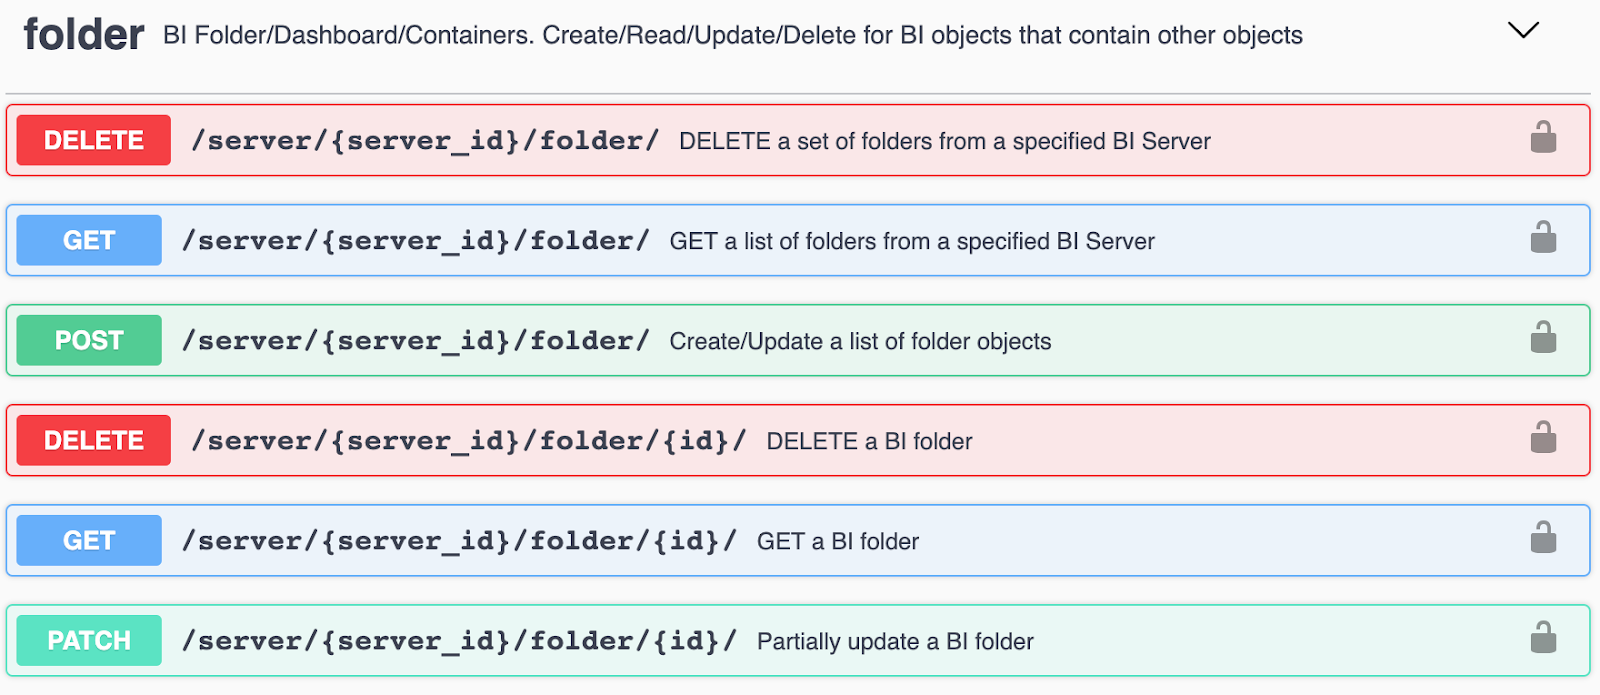 folder BI Folder/Dashboard/Containers. Create/Read/Update/Delete for BI objects that contain other objects
DELETE /server/{server_id}/folder/ DELETE a set of folders from a specified BI Server
GET /server/{server_id}/folder/ GET a list of folders from a specified BI Server
POST /server/{server_id}/folder/ Create/Update a list of folder objects
DELETE /server/{server_id}/folder/{id}/ DELETE a BI folder
GET /server/{server_id}/folder/{id}/ GET a BI folder
PATCH /server/{server_id}/folder/{id}/ Partially update a BI folder